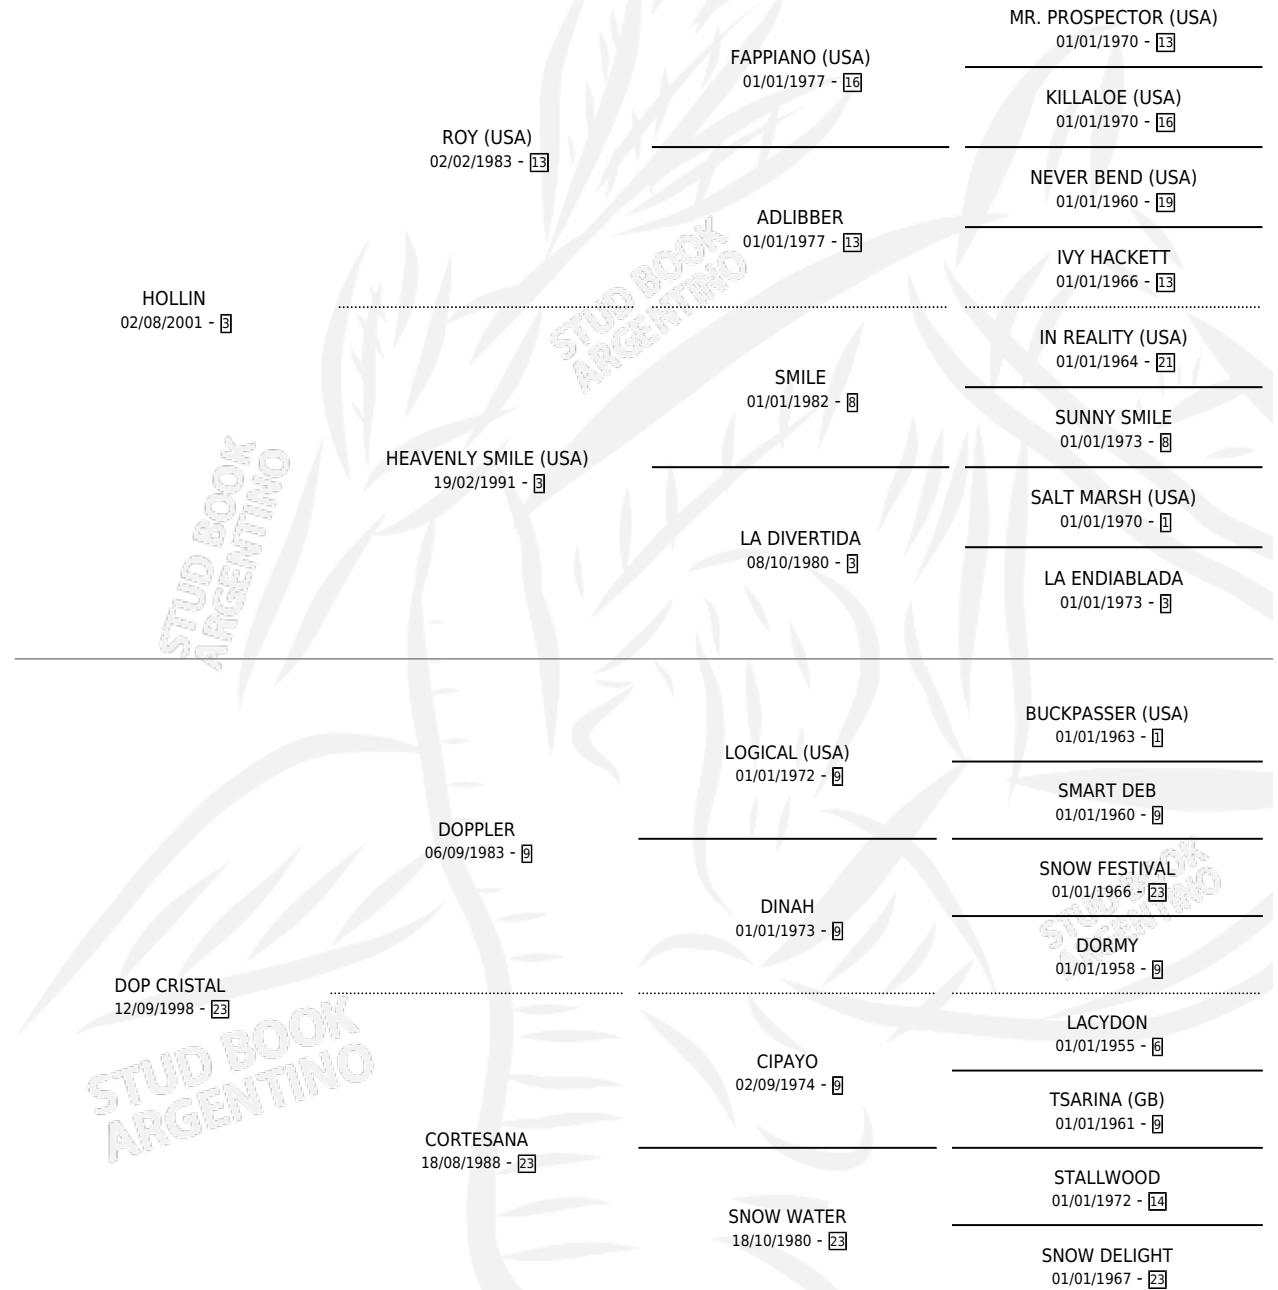 MR. PROSPECTOR (USA)
01/01/1970 - 13
FAPPIANO (USA)
01/01/1977 - 16
KILLALOE (USA)
01/01/1970 - 16
ROY (USA)
02/02/1983 - 13
NEVER BEND (USA)
01/01/1960 - 19
ADLIBBER
01/01/1977 - 13
IVY HACKETT
01/01/1966 - 13
HOLLIN
02/08/2001 - 3
IN REALITY (USA)
01/01/1964 - 21
SMILE
01/01/1982 - 8
SUNNY SMILE
01/01/1973 - 8
HEAVENLY SMILE (USA)
19/02/1991 - 3
SALT MARSH (USA)
01/01/1970 - 1
LA DIVERTIDA
08/10/1980 - 3
LA ENDIABLADA
01/01/1973 - 3
STUD BOOK
ARGENTINO
STUD BOOK
ARGENTINO
BUCKPASSER (USA)
01/01/1963 - 1
LOGICAL (USA)
01/01/1972 - 9
SMART DEB
01/01/1960 - 9
DOPPLER
06/09/1983 - 9
SNOW FESTIVAL
01/01/1966 - 23
DINAH
01/01/1973 - 9
DORMY
01/01/1958 - 9
DOP CRISTAL
12/09/1998 - 23
LACYDON
01/01/1955 - 6
CIPAYO
02/09/1974 - 9
TSARINA (GB)
01/01/1961 - 9
CORTESANA
18/08/1988 - 23
STALLWOOD
01/01/1972 - 14
SNOW WATER
18/10/1980 - 23
SNOW DELIGHT
01/01/1967 - 23
STUD BOOK
ARGENTINO
STUD BOOK
ARGENTINO